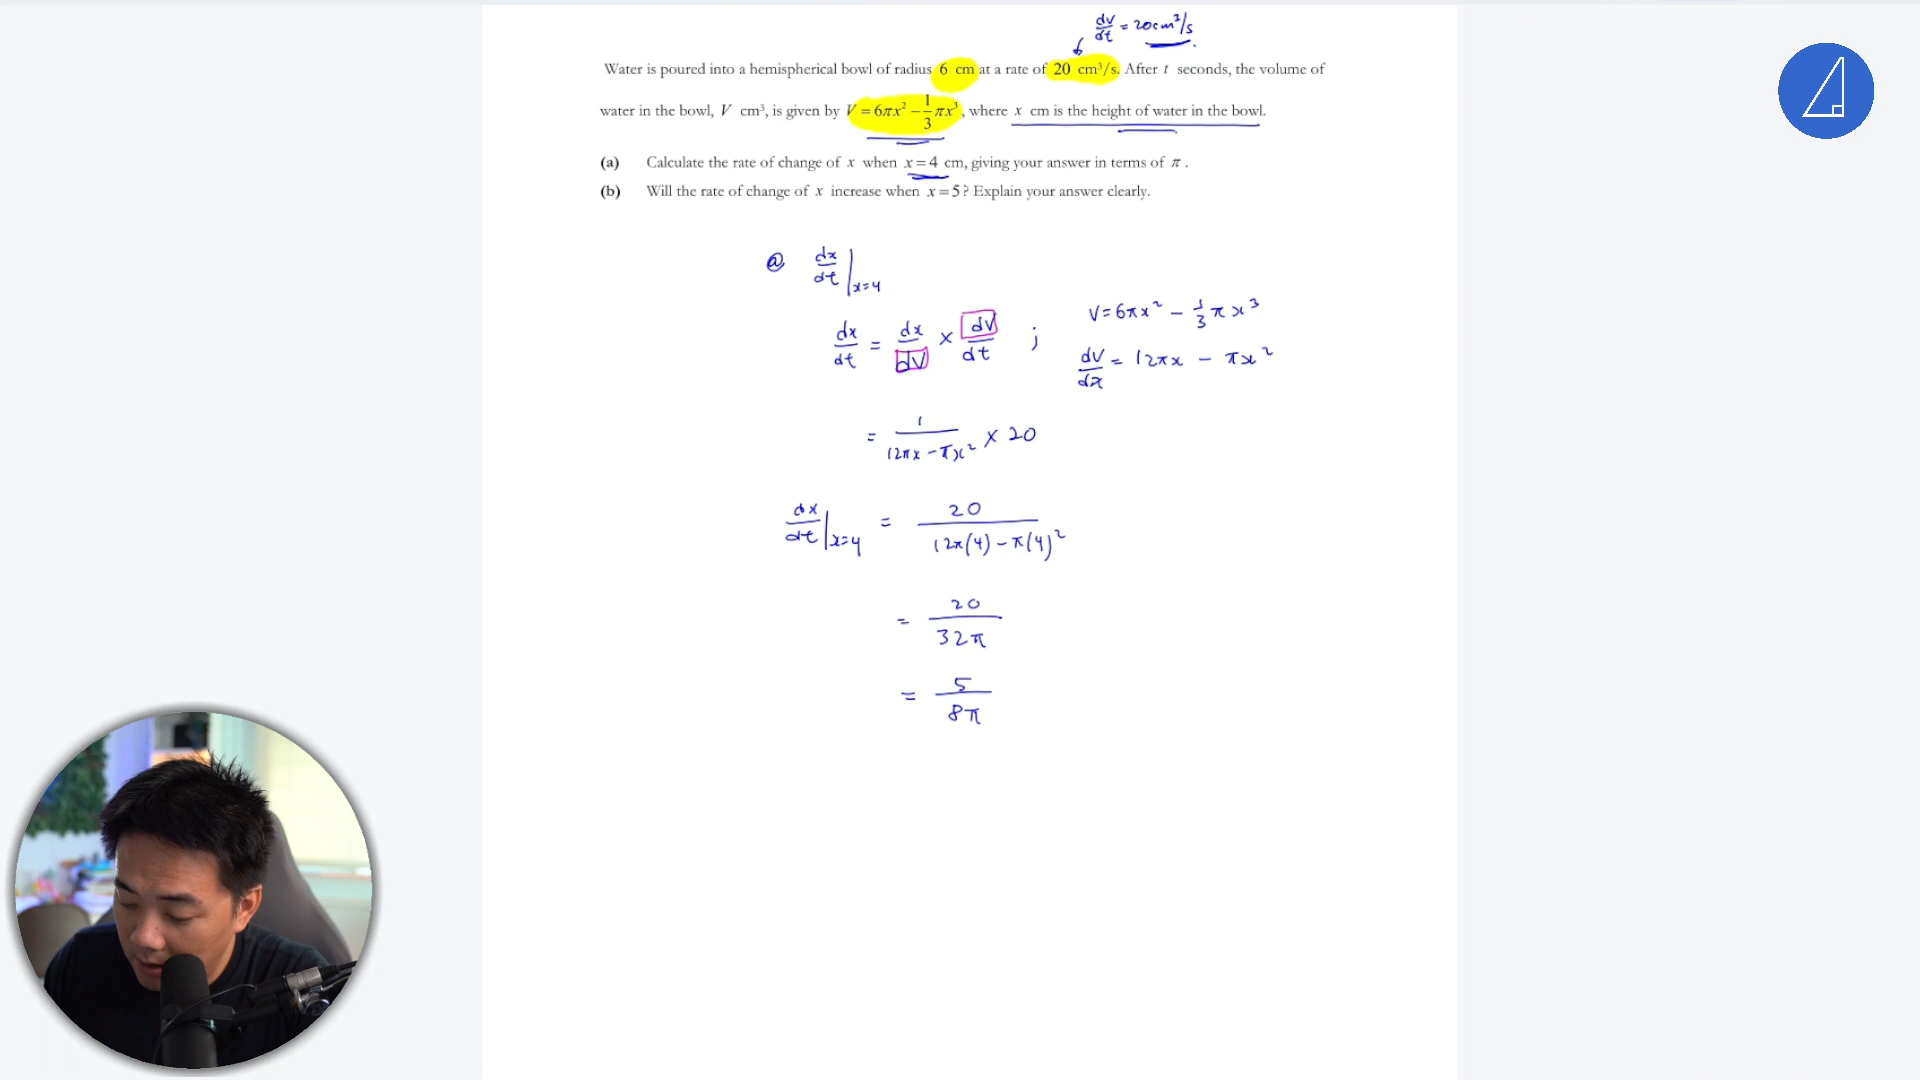 dv/dt = 20cm³/s
Water is poured into a hemispherical bowl of radius 6 cm at a rate of 20 cm³/s. After t seconds, the volume of
water in the bowl, V cm³, is given by V = 6πx² − 1/3 πx³, where x cm is the height of water in the bowl.
(a) Calculate the rate of change of x when x = 4 cm, giving your answer in terms of π.
(b) Will the rate of change of x increase when x = 5? Explain your answer clearly.
ⓐ dx/dt |x=4
dx/dt = dx/dV × dV/dt ; V = 6πx² − 1/3 πx³
dV/dx = 12πx − πx²
= 1/(12πx − πx²) × 20
dx/dt |x=4 = 20/(12π(4) − π(4)²)
= 20/32π
= 5/8π